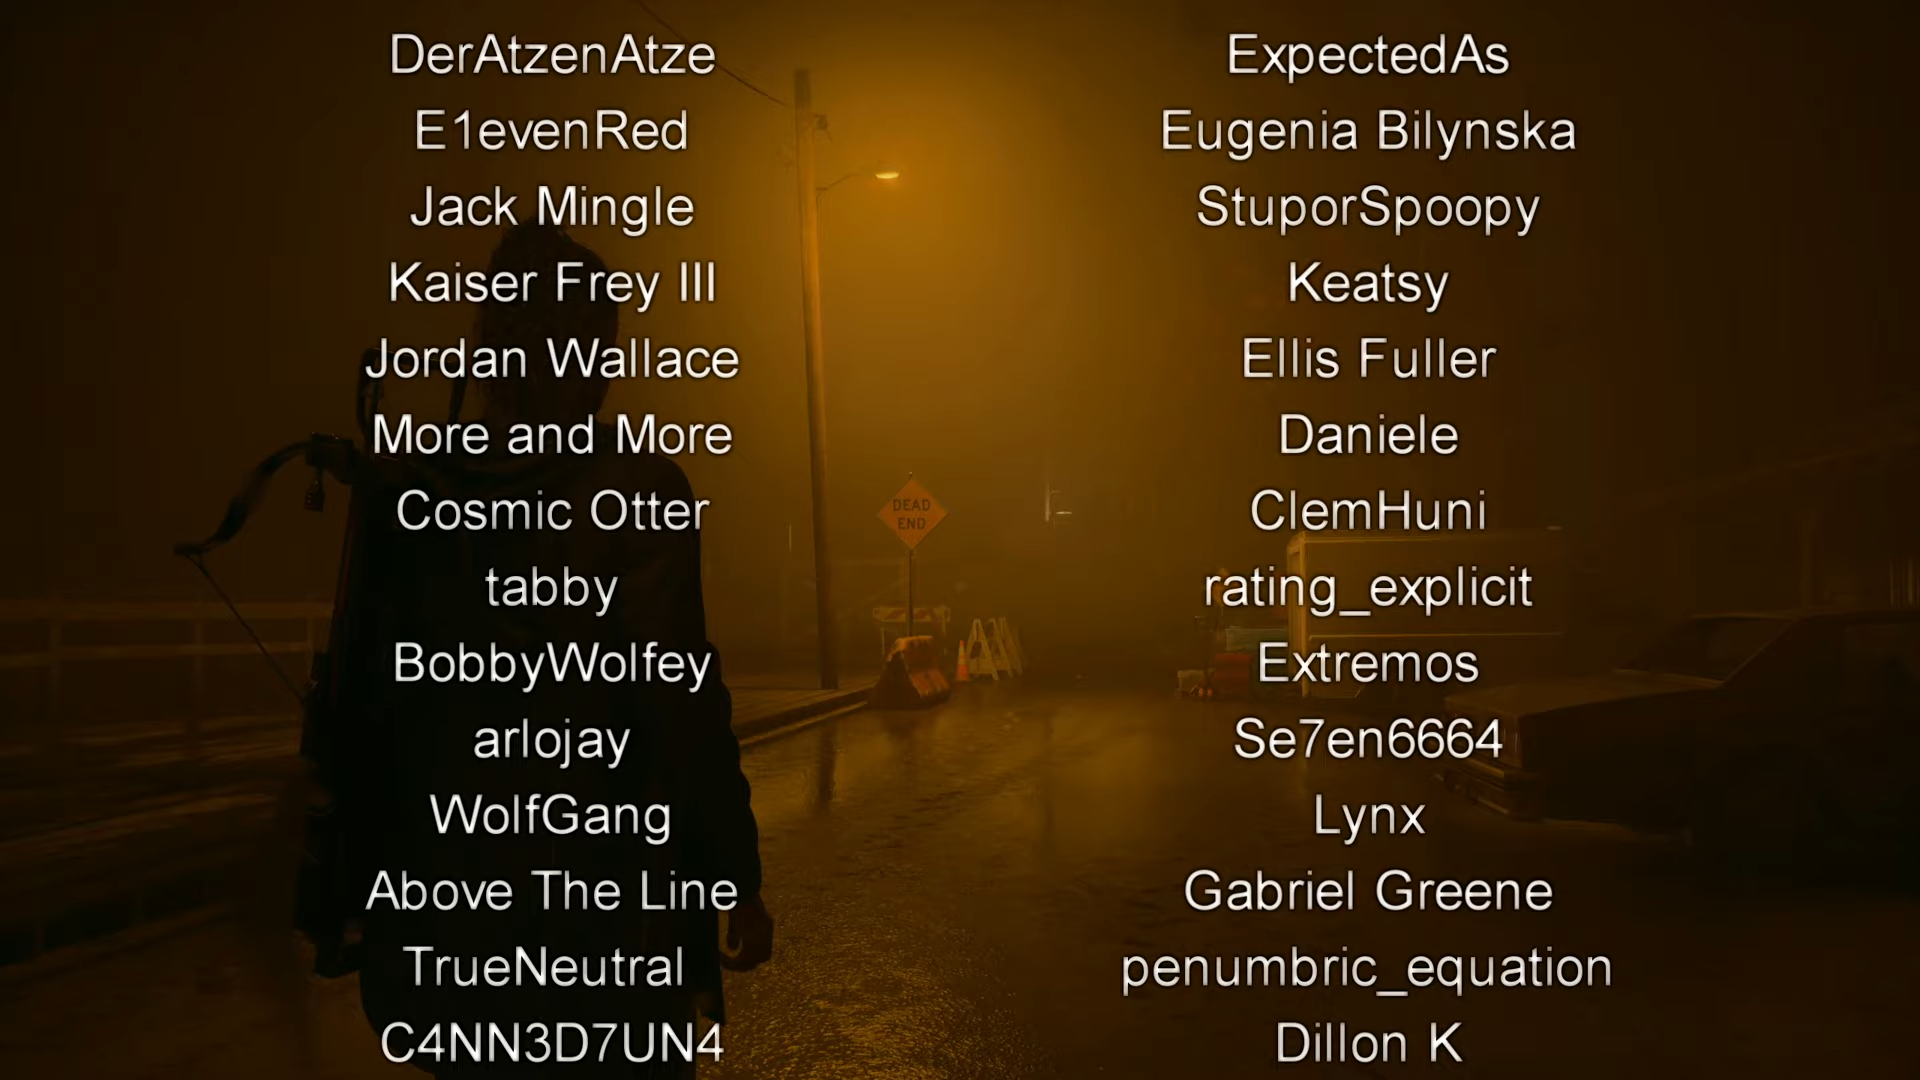 DerAtzenAtze
E1evenRed
Jack Mingle
Kaiser Frey III
Jordan Wallace
More and More
Cosmic Otter
tabby
BobbyWolfey
arlojay
WolfGang
Above The Line
TrueNeutral
C4NN3D7UN4
ExpectedAs
Eugenia Bilynska
StuporSpoopy
Keatsy
Ellis Fuller
Daniele
ClemHuni
rating_explicit
Extremos
Se7en6664
Lynx
Gabriel Greene
penumbric_equation
Dillon K
DEAD
END